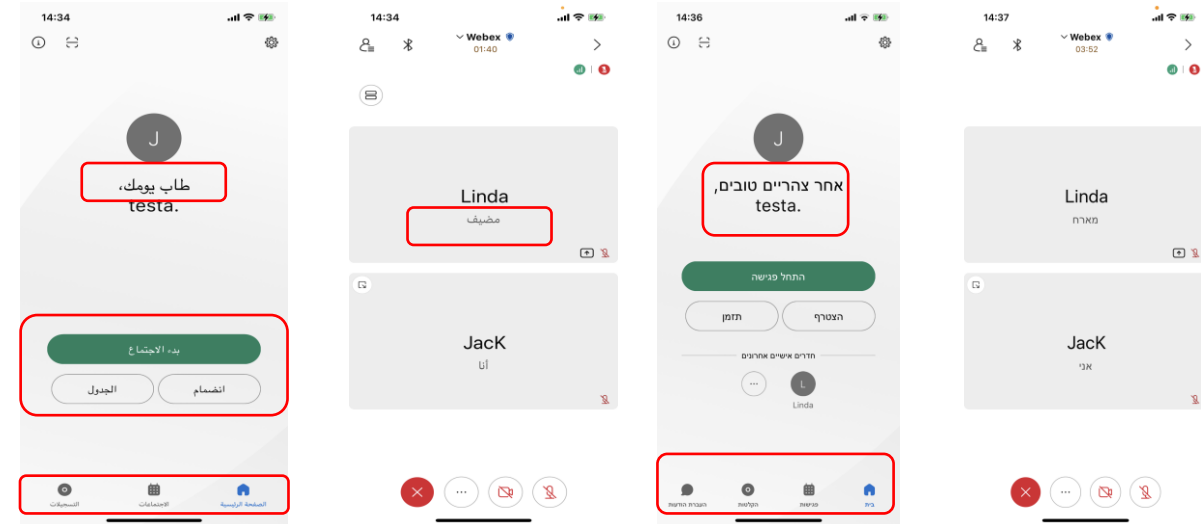 14:34
J
طاب يومك،
testa.
بدء الاجتماع
انضمام
الجدول
الصفحة الرئيسية
الاجتماعات
التسجيلات
14:34
Webex
01:40
Linda
مضيف
JacK
أنا
14:36
J
אחר צהריים טובים,
testa.
התחל פגישה
הצטרף
תזמן
חדרים אישיים אחרונים
L
Linda
בית
פגישות
הקלטות
העברת הודעות
14:37
Webex
03:52
Linda
מארח
JacK
אני